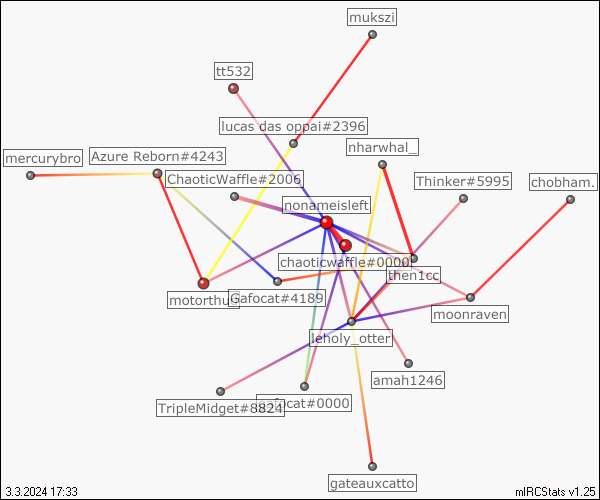 mukszi
tt532
lucas das oppai#2396
nharwhal_
mercurybro
Azure Reborn#4243
ChaoticWaffle#2006
Thinker#5995
chobham.
nonameisleft
chaoticwaffle#0000
then1cc
motorthu
Gafocat#4189
moonraven
leholy_otter
amah1246
TripleMidget#8824
gafocat#0000
gateauxcatto
3.3.2024 17:33
mIRCStats v1.25